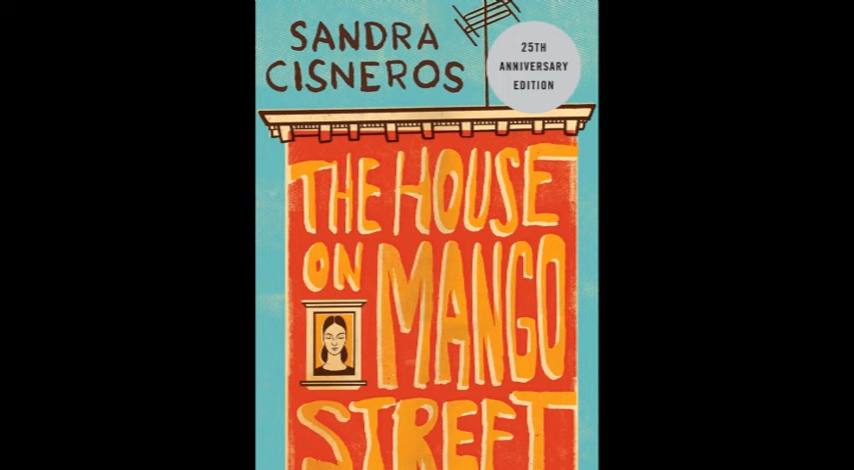 SANDRA
CISNEROS
25TH
ANNIVERSARY
EDITION
THE HOUSE
ON MANGO
STREET